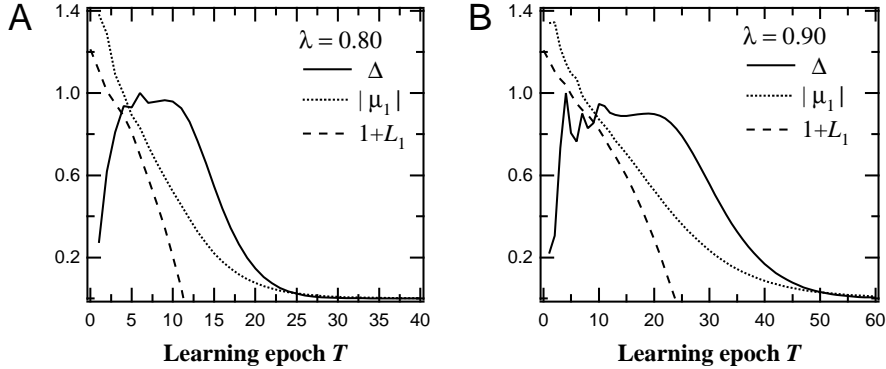 A
λ = 0.80
Δ
|μ₁|
1+L₁
1.4
1.0
0.6
0.2
0 5 10 15 20 25 30 35 40
Learning epoch T
B
λ = 0.90
Δ
|μ₁|
1+L₁
1.4
1.0
0.6
0.2
0 10 20 30 40 50 60
Learning epoch T